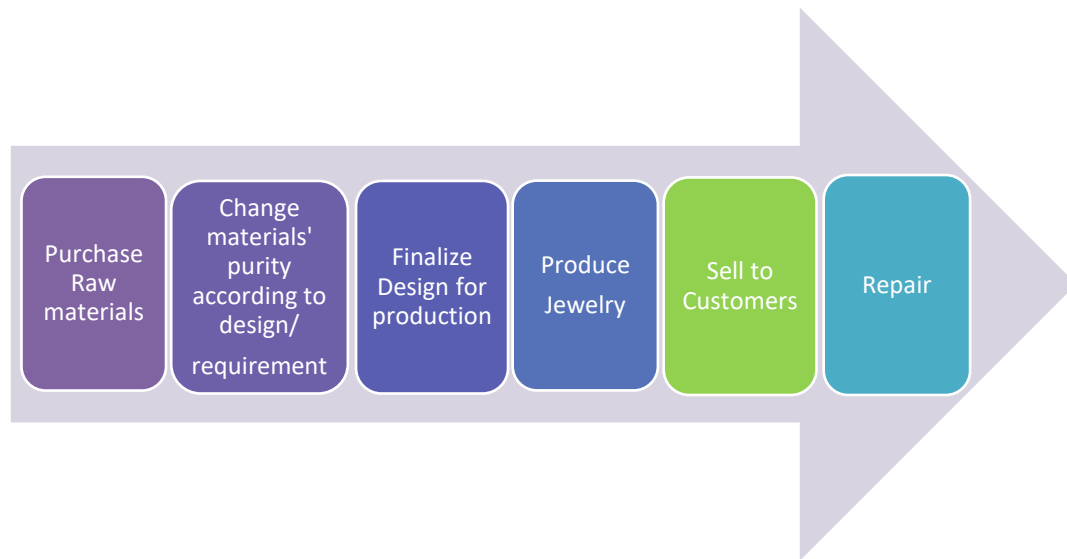 Purchase
Raw
materials
Change
materials'
purity
according to
design/
requirement
Finalize
Design for
production
Produce
Jewelry
Sell to
Customers
Repair